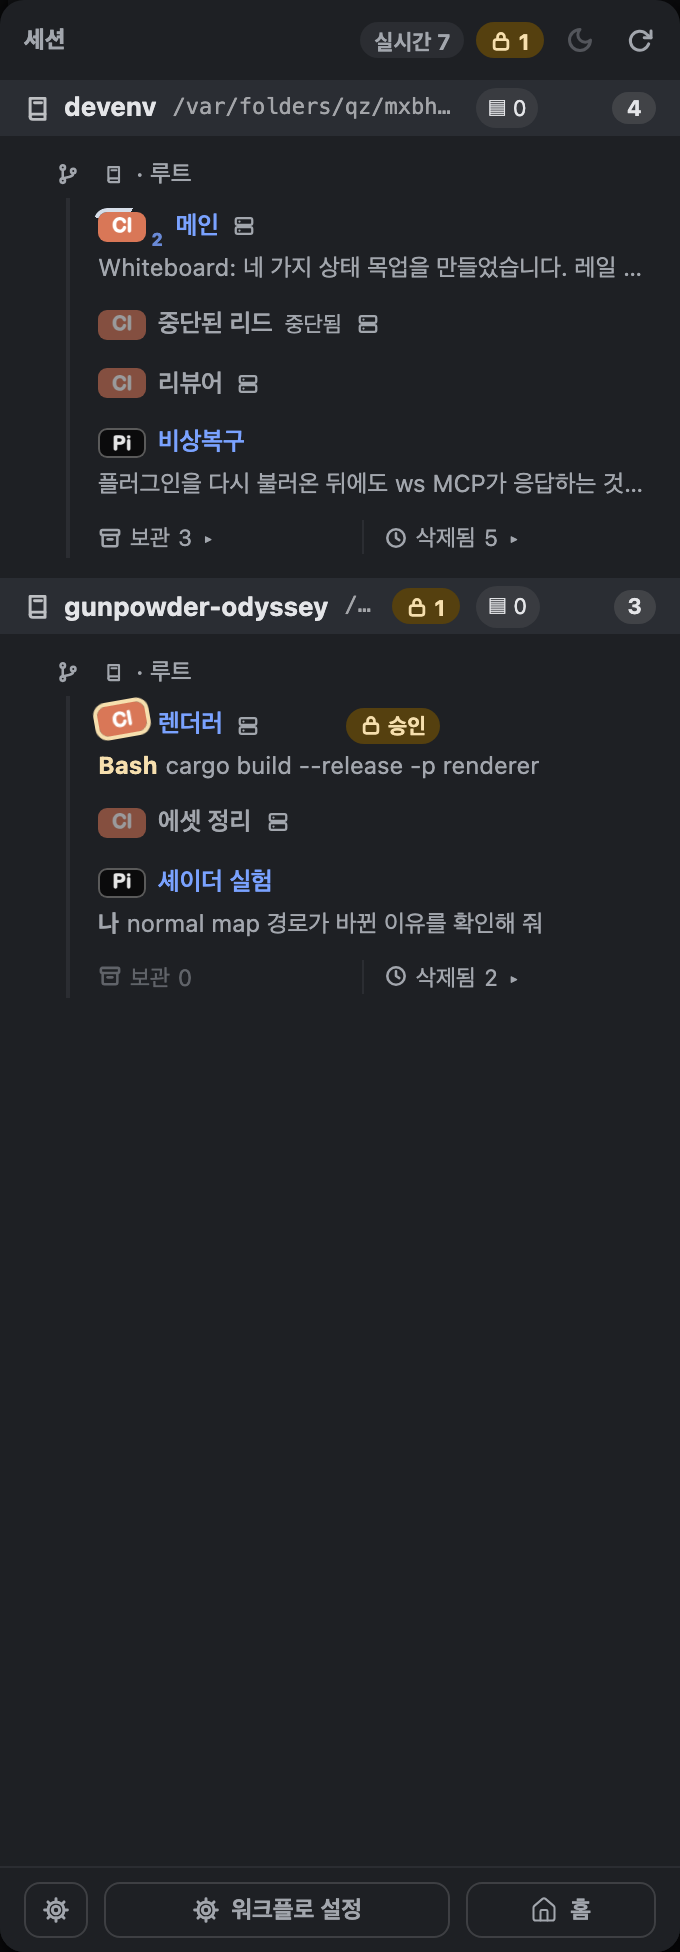 세션 실시간 7 1
devenv /var/folders/qz/mxbh… 0 4
· 루트
Cl 2 메인
Whiteboard: 네 가지 상태 목업을 만들었습니다. 레일 …
Cl 중단된 리드 중단됨
Cl 리뷰어
Pi 비상복구
플러그인을 다시 불러온 뒤에도 ws MCP가 응답하는 것…
보관 3 ▸ 삭제됨 5 ▸
gunpowder-odyssey /… 1 0 3
· 루트
Cl 렌더러 승인
Bash cargo build --release -p renderer
Cl 에셋 정리
Pi 셰이더 실험
나 normal map 경로가 바뀐 이유를 확인해 줘
보관 0 삭제됨 2 ▸
워크플로 설정 홈